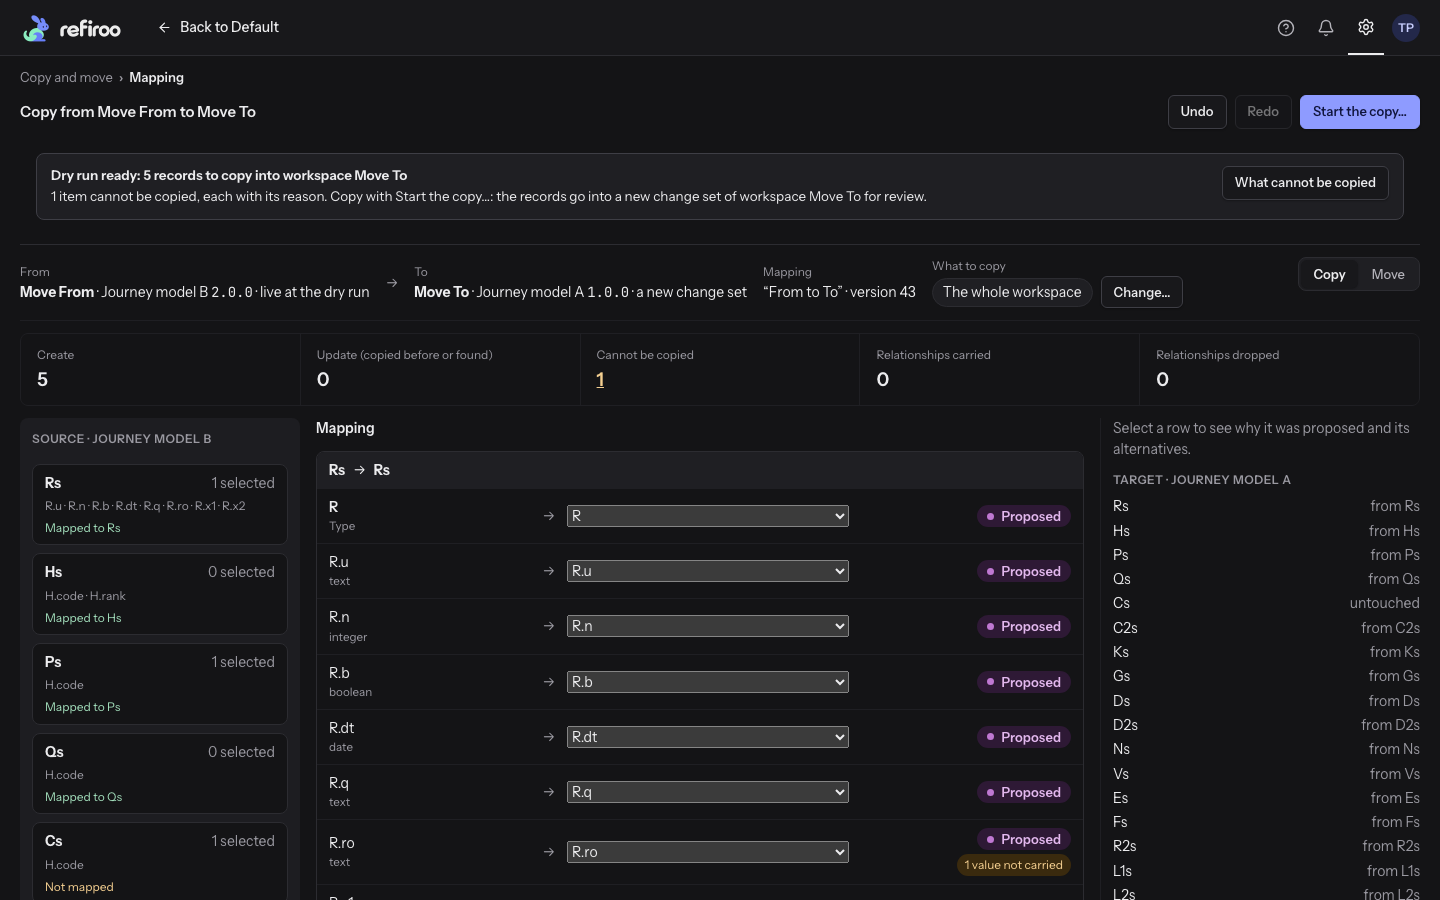 refiroo
← Back to Default
TP
Copy and move › Mapping
Copy from Move From to Move To
Undo
Redo
Start the copy...
Dry run ready: 5 records to copy into workspace Move To
1 item cannot be copied, each with its reason. Copy with Start the copy...: the records go into a new change set of workspace Move To for review.
What cannot be copied
From
Move From · Journey model B 2.0.0 · live at the dry run
→
To
Move To · Journey model A 1.0.0 · a new change set
Mapping
“From to To” · version 43
What to copy
The whole workspace
Change...
Copy
Move
Create
5
Update (copied before or found)
0
Cannot be copied
1
Relationships carried
0
Relationships dropped
0
SOURCE · JOURNEY MODEL B
Rs 1 selected
R.u · R.n · R.b · R.dt · R.q · R.ro · R.x1 · R.x2
Mapped to Rs
Hs 0 selected
H.code · H.rank
Mapped to Hs
Ps 1 selected
H.code
Mapped to Ps
Qs 0 selected
H.code
Mapped to Qs
Cs 1 selected
H.code
Not mapped
Mapping
Rs → Rs
R
Type
→ R
Proposed
R.u
text
→ R.u
Proposed
R.n
integer
→ R.n
Proposed
R.b
boolean
→ R.b
Proposed
R.dt
date
→ R.dt
Proposed
R.q
text
→ R.q
Proposed
R.ro
text
→ R.ro
Proposed
1 value not carried
Select a row to see why it was proposed and its
alternatives.
TARGET · JOURNEY MODEL A
Rs from Rs
Hs from Hs
Ps from Ps
Qs from Qs
Cs untouched
C2s from C2s
Ks from Ks
Gs from Gs
Ds from Ds
D2s from D2s
Ns from Ns
Vs from Vs
Es from Es
Fs from Fs
R2s from R2s
L1s from L1s
L2s from L2s